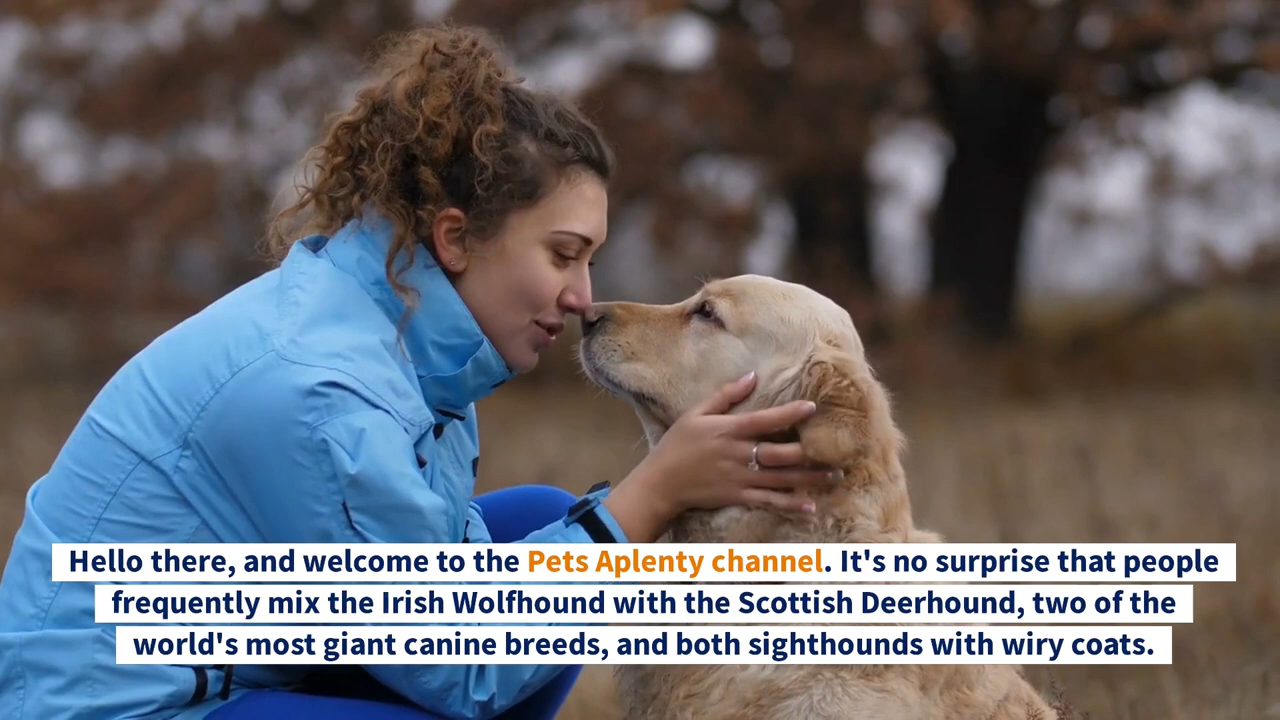 Hello there, and welcome to the Pets Aplenty channel. It's no surprise that people
frequently mix the Irish Wolfhound with the Scottish Deerhound, two of the
world's most giant canine breeds, and both sighthounds with wiry coats.